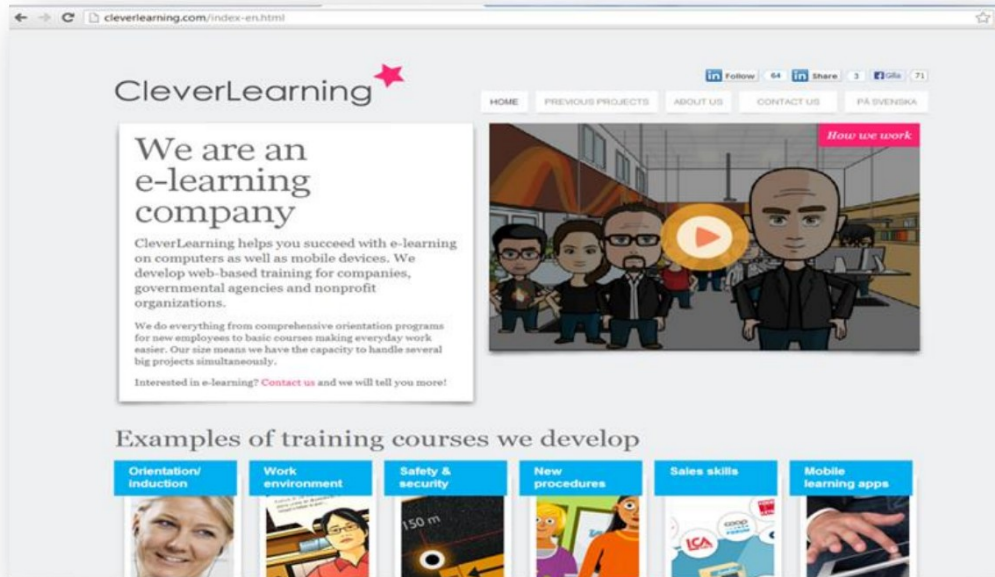 cleverlearning.com/index-en.html
CleverLearning
in Follow 64 in Share 3 f Gilla 71
HOME PREVIOUS PROJECTS ABOUT US CONTACT US PÅ SVENSKA
We are an
e-learning
company
CleverLearning helps you succeed with e-learning
on computers as well as mobile devices. We
develop web-based training for companies,
governmental agencies and nonprofit
organizations.
We do everything from comprehensive orientation programs
for new employees to basic courses making everyday work
easier. Our size means we have the capacity to handle several
big projects simultaneously.
Interested in e-learning? Contact us and we will tell you more!
How we work
Examples of training courses we develop
Orientation/
induction
Work
environment
Safety &
security
150 m
New
procedures
Sales skills
ICA
coop
FORUM
Mobile
learning apps